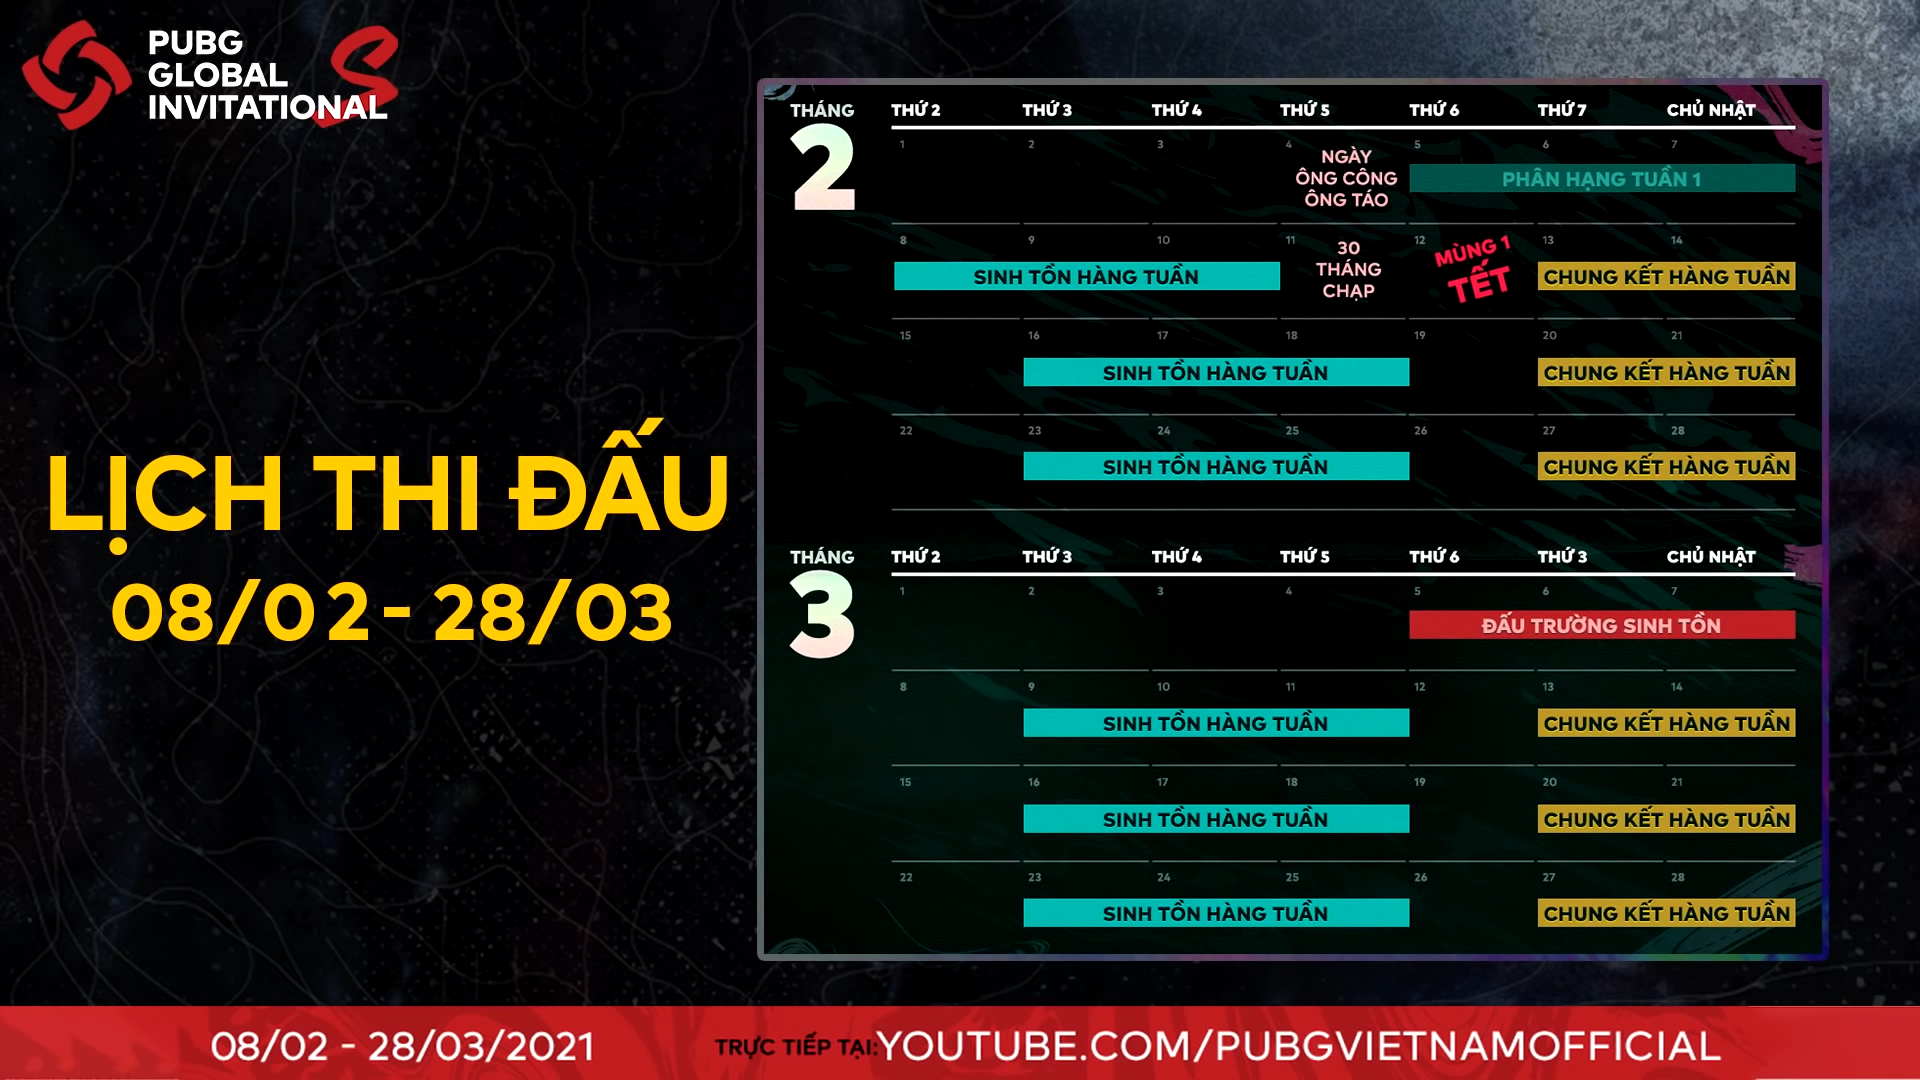 PUBG
GLOBAL
INVITATIONAL S
LỊCH THI ĐẤU
08/02 - 28/03
THÁNG THỨ 2 THỨ 3 THỨ 4 THỨ 5 THỨ 6 THỨ 7 CHỦ NHẬT
2
1 2 3 4 5 6 7
NGÀY
ÔNG CÔNG
ÔNG TÁO
PHÂN HẠNG TUẦN 1
8 9 10 11 12 13 14
SINH TỒN HÀNG TUẦN
30
THÁNG
CHẠP
MÙNG 1
TẾT
CHUNG KẾT HÀNG TUẦN
15 16 17 18 19 20 21
SINH TỒN HÀNG TUẦN CHUNG KẾT HÀNG TUẦN
22 23 24 25 26 27 28
SINH TỒN HÀNG TUẦN CHUNG KẾT HÀNG TUẦN
THÁNG THỨ 2 THỨ 3 THỨ 4 THỨ 5 THỨ 6 THỨ 3 CHỦ NHẬT
3
1 2 3 4 5 6 7
ĐẤU TRƯỜNG SINH TỒN
8 9 10 11 12 13 14
SINH TỒN HÀNG TUẦN CHUNG KẾT HÀNG TUẦN
15 16 17 18 19 20 21
SINH TỒN HÀNG TUẦN CHUNG KẾT HÀNG TUẦN
22 23 24 25 26 27 28
SINH TỒN HÀNG TUẦN CHUNG KẾT HÀNG TUẦN
08/02 - 28/03/2021 TRỰC TIẾP TẠI: YOUTUBE.COM/PUBGVIETNAMOFFICIAL